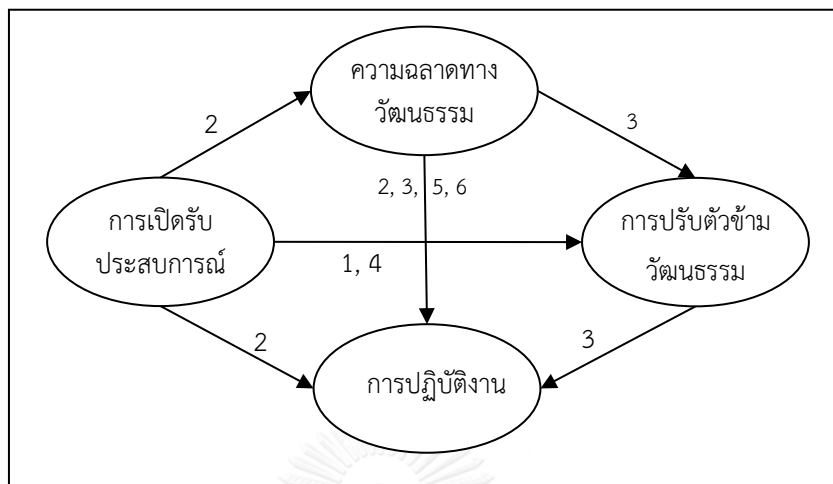 ความฉลาดทาง
วัฒนธรรม
2
3
2, 3, 5, 6
การเปิดรับ
ประสบการณ์
การปรับตัวข้าม
วัฒนธรรม
1, 4
2
3
การปฏิบัติงาน